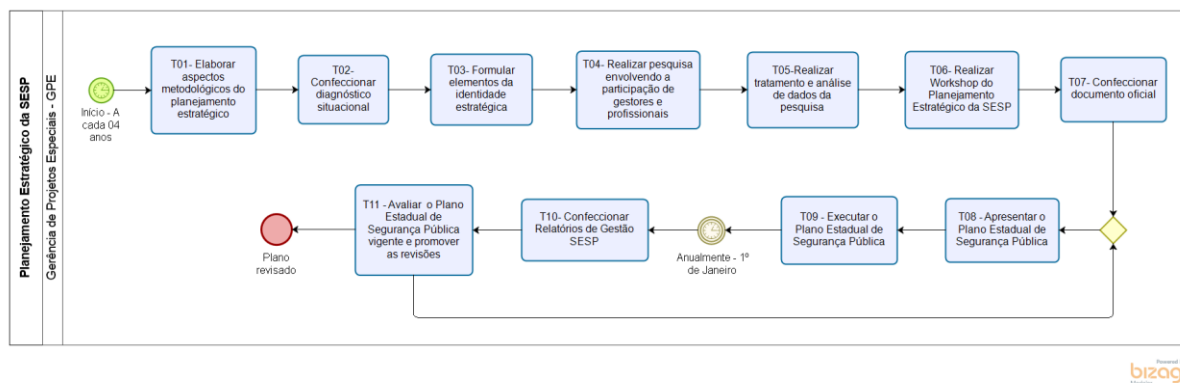 Planejamento Estratégico da SESP
Gerência de Projetos Especiais - GPE
Início - A
cada 04
anos
T01- Elaborar
aspectos
metodológicos do
planejamento
estratégico
T02-
Confeccionar
diagnóstico
situacional
T03- Formular
elementos da
identidade
estratégica
T04- Realizar pesquisa
envolvendo a
participação de
gestores e
profissionais
T05-Realizar
tratamento e análise
de dados da
pesquisa
T06- Realizar
Workshop do
Planejamento
Estratégico da SESP
T07- Confeccionar
documento oficial
T08 - Apresentar o
Plano Estadual de
Segurança Pública
T09 - Executar o
Plano Estadual de
Segurança Pública
Anualmente - 1º
de Janeiro
T10- Confeccionar
Relatórios de Gestão
SESP
T11 - Avaliar o Plano
Estadual de
Segurança Pública
vigente e promover
as revisões
Plano
revisado
Powered
bizag